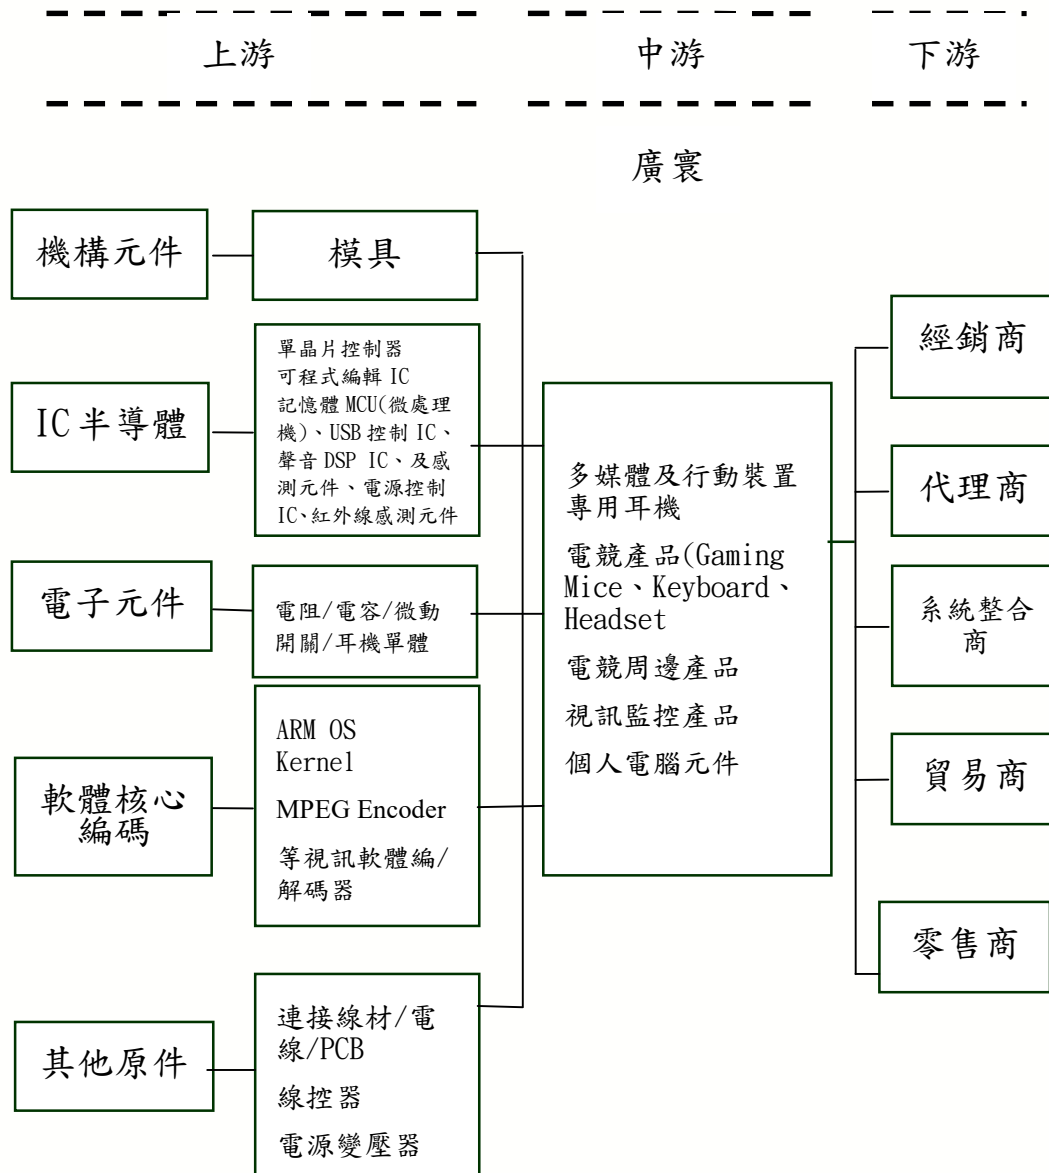 上游
中游
下游
廣寰
機構元件
模具
IC 半導體
單晶片控制器
可程式編輯 IC
記憶體 MCU(微處理
機)、USB 控制 IC、
聲音 DSP IC、及感
測元件、電源控制
IC、紅外線感測元件
電子元件
電阻/電容/微動
開關/耳機單體
軟體核心
編碼
ARM OS
Kernel
MPEG Encoder
等視訊軟體編/
解碼器
其他原件
連接線材/電
線/PCB
線控器
電源變壓器
多媒體及行動裝置
專用耳機
電競產品(Gaming
Mice、Keyboard、
Headset
電競周邊產品
視訊監控產品
個人電腦元件
經銷商
代理商
系統整合
商
貿易商
零售商